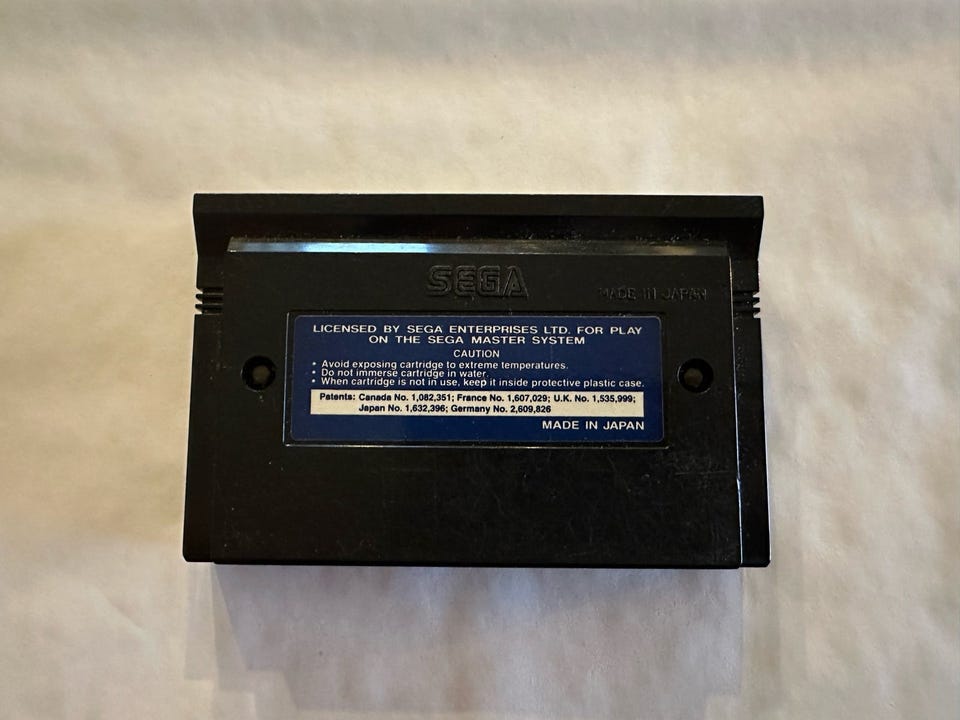 SEGA
MADE IN JAPAN
LICENSED BY SEGA ENTERPRISES LTD. FOR PLAY
ON THE SEGA MASTER SYSTEM
CAUTION
• Avoid exposing cartridge to extreme temperatures.
• Do not immerse cartridge in water.
• When cartridge is not in use, keep it inside protective plastic case.
Patents: Canada No. 1,082,351; France No. 1,607,029; U.K. No. 1,535,999;
Japan No. 1,632,396; Germany No. 2,609,826
MADE IN JAPAN